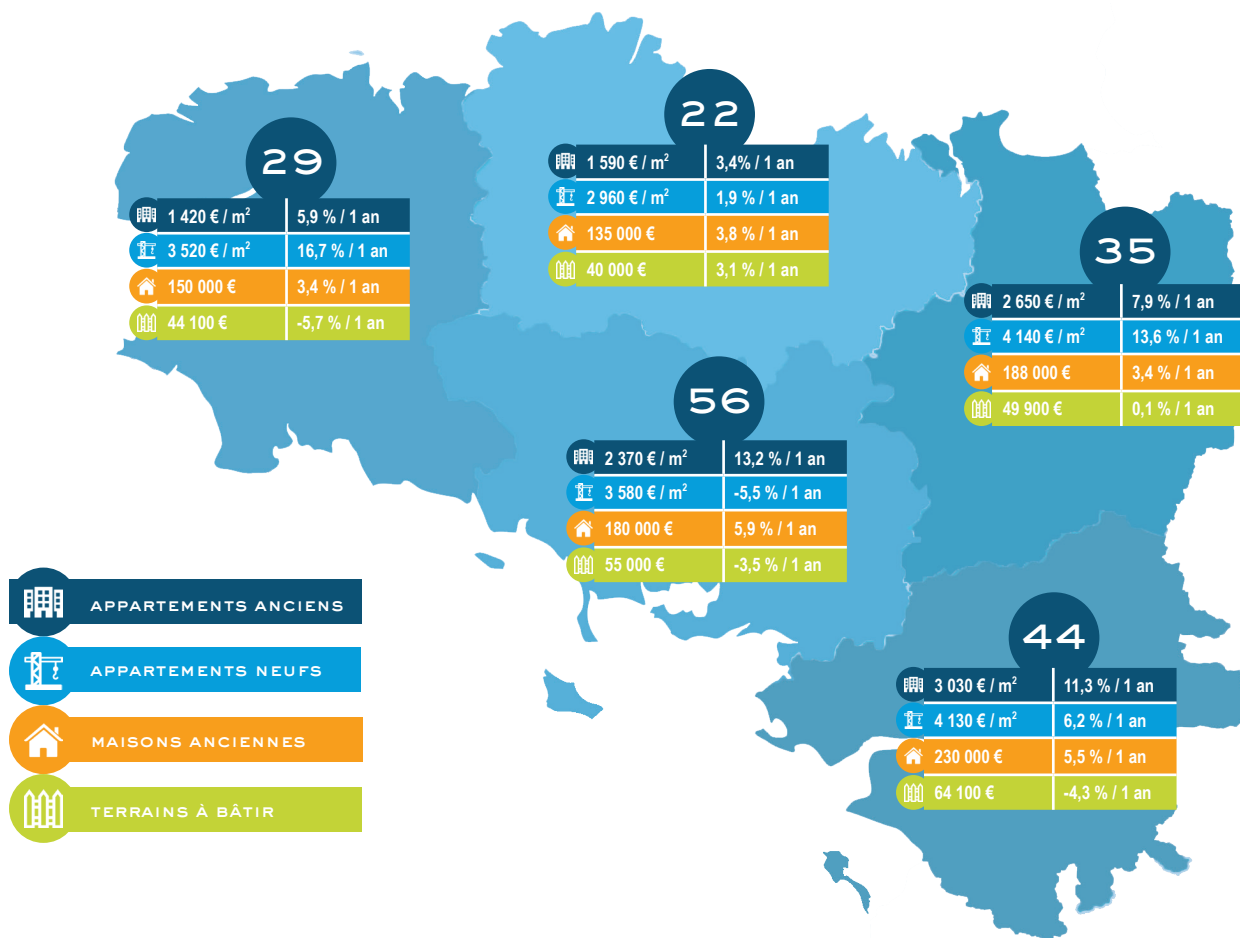 22
1 590 € / m² 3,4% / 1 an
2 960 € / m² 1,9 % / 1 an
135 000 € 3,8 % / 1 an
40 000 € 3,1 % / 1 an
29
1 420 € / m² 5,9 % / 1 an
3 520 € / m² 16,7 % / 1 an
150 000 € 3,4 % / 1 an
44 100 € -5,7 % / 1 an
35
2 650 € / m² 7,9 % / 1 an
4 140 € / m² 13,6 % / 1 an
188 000 € 3,4 % / 1 an
49 900 € 0,1 % / 1 an
56
2 370 € / m² 13,2 % / 1 an
3 580 € / m² -5,5 % / 1 an
180 000 € 5,9 % / 1 an
55 000 € -3,5 % / 1 an
44
3 030 € / m² 11,3 % / 1 an
4 130 € / m² 6,2 % / 1 an
230 000 € 5,5 % / 1 an
64 100 € -4,3 % / 1 an
APPARTEMENTS ANCIENS
APPARTEMENTS NEUFS
MAISONS ANCIENNES
TERRAINS À BÂTIR